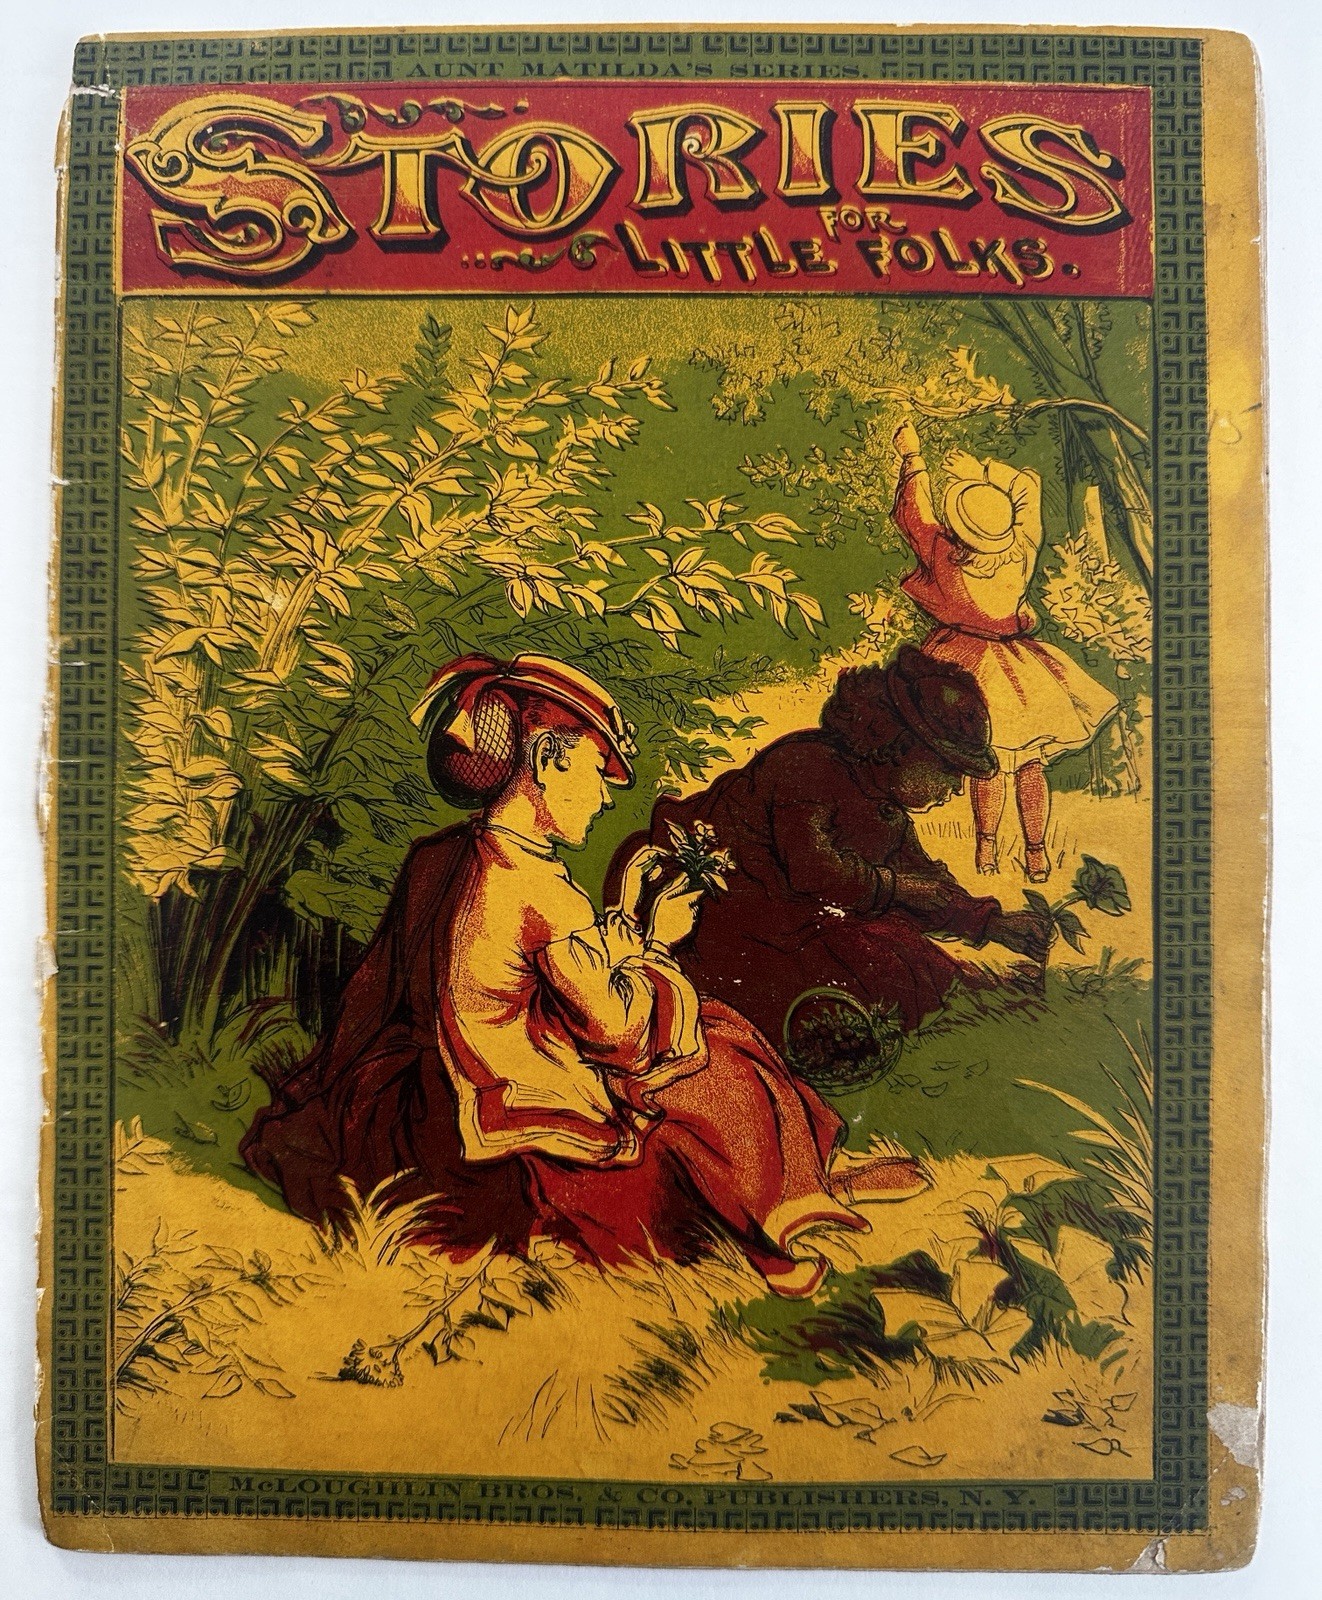 AUNT MATILDA'S SERIES.
STORIES
FOR
LITTLE FOLKS.
McLOUGHLIN BROS, & CO. PUBLISHERS, N. Y.